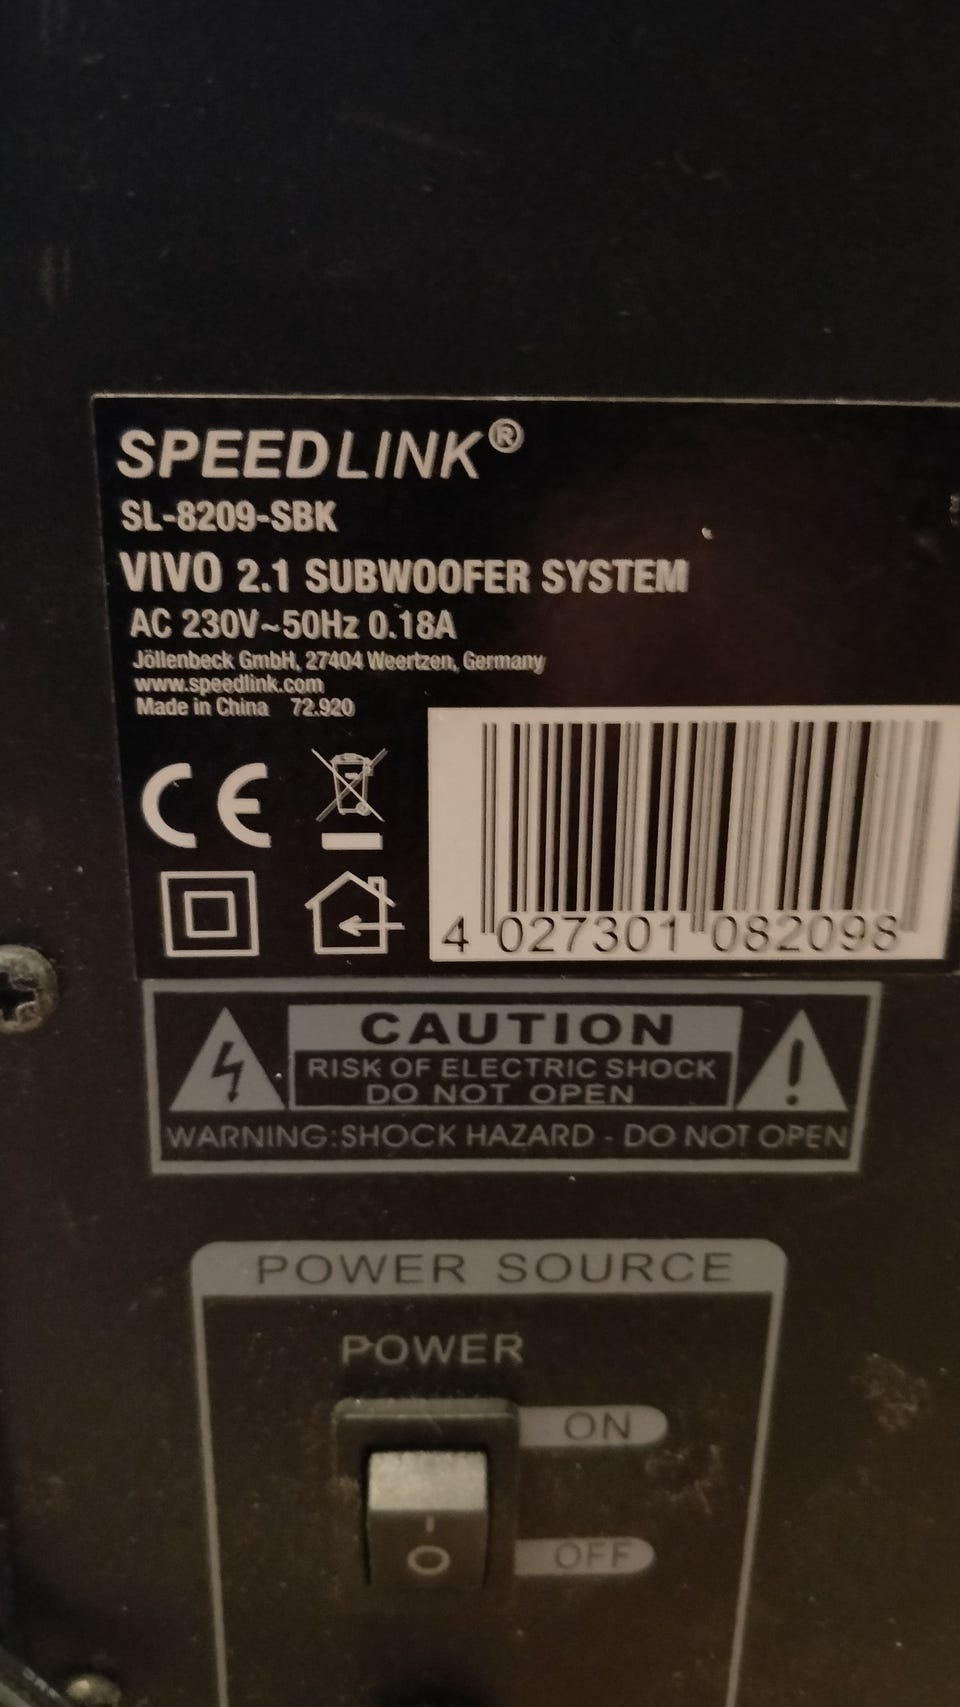 SPEEDLINK®
SL-8209-SBK
VIVO 2.1 SUBWOOFER SYSTEM
AC 230V~50Hz 0.18A
Jöllenbeck GmbH, 27404 Weertzen, Germany
www.speedlink.com
Made in China 72.920
CE
4 027301 082098
CAUTION
RISK OF ELECTRIC SHOCK
DO NOT OPEN
WARNING:SHOCK HAZARD - DO NOT OPEN
POWER SOURCE
POWER
ON
OFF